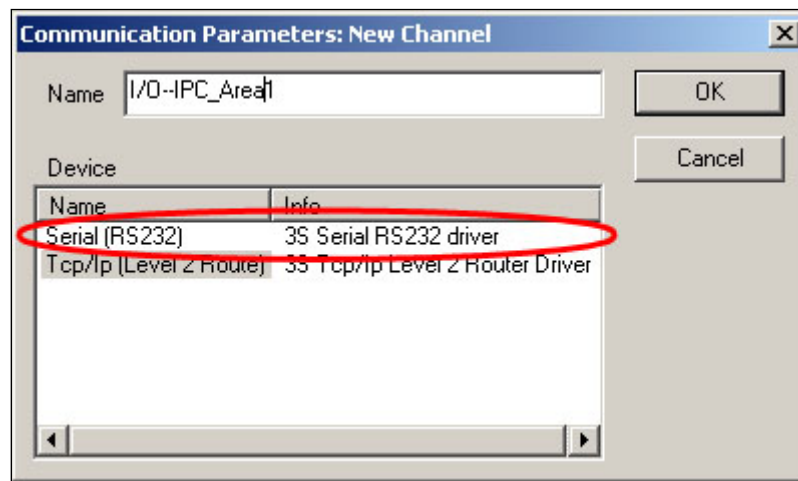 Communication Parameters: New Channel
Name I/O--IPC_Area1 OK
Cancel
Device
Name Info
Serial (RS232) 3S Serial RS232 driver
Tcp/Ip (Level 2 Route) 3S Tcp/Ip Level 2 Router Driver